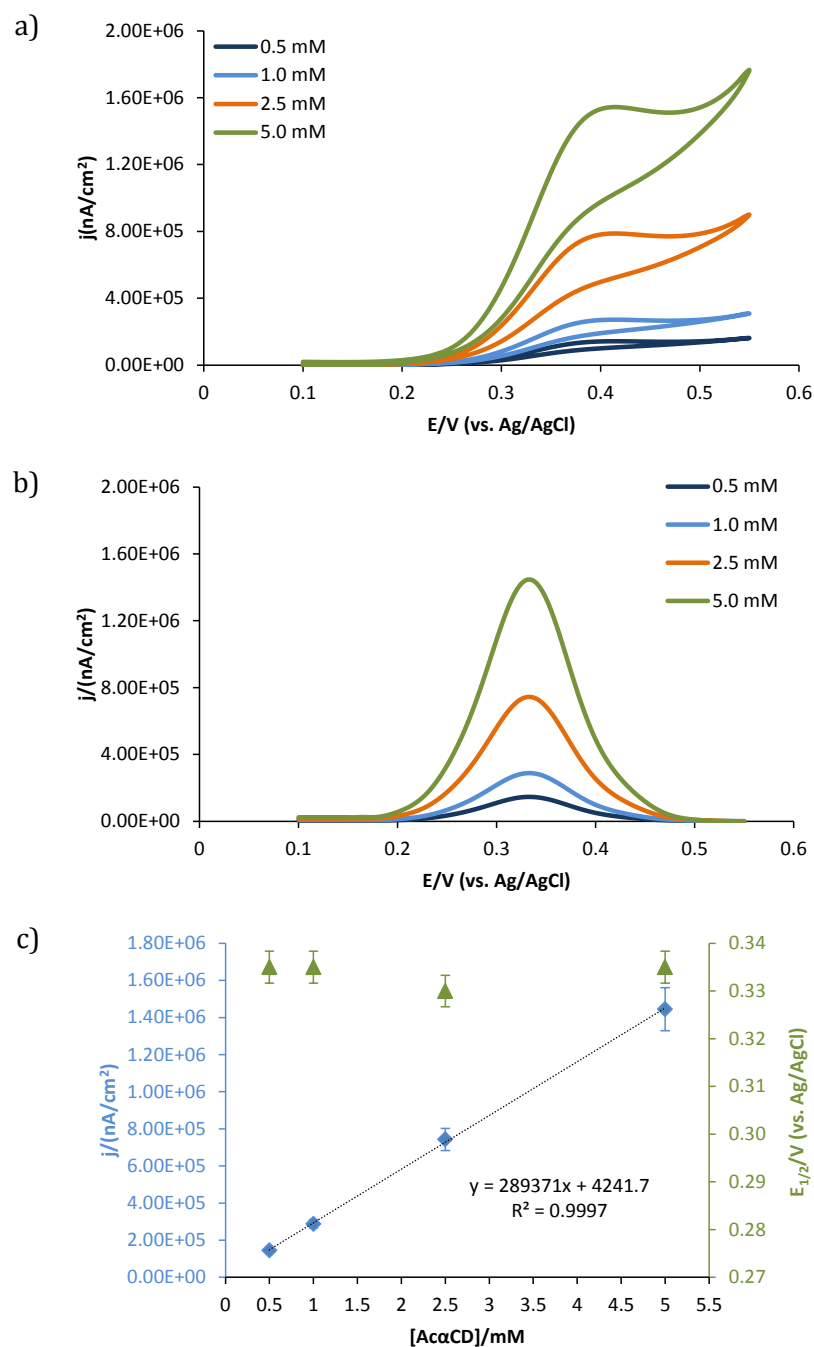 a)
2.00E+06
1.60E+06
1.20E+06
8.00E+05
4.00E+05
0.00E+00
j(nA/cm²)
0.5 mM
1.0 mM
2.5 mM
5.0 mM
0 0.1 0.2 0.3 0.4 0.5 0.6
E/V (vs. Ag/AgCl)
b)
2.00E+06
1.60E+06
1.20E+06
8.00E+05
4.00E+05
0.00E+00
j/(nA/cm²)
0.5 mM
1.0 mM
2.5 mM
5.0 mM
0 0.1 0.2 0.3 0.4 0.5 0.6
E/V (vs. Ag/AgCl)
c)
1.80E+06
1.60E+06
1.40E+06
1.20E+06
1.00E+06
8.00E+05
6.00E+05
4.00E+05
2.00E+05
0.00E+00
j/(nA/cm²)
y = 289371x + 4241.7
R² = 0.9997
0.34
0.33
0.32
0.31
0.30
0.29
0.28
0.27
E₁/₂/V (vs. Ag/AgCl)
0 0.5 1 1.5 2 2.5 3 3.5 4 4.5 5 5.5
[AcαCD]/mM